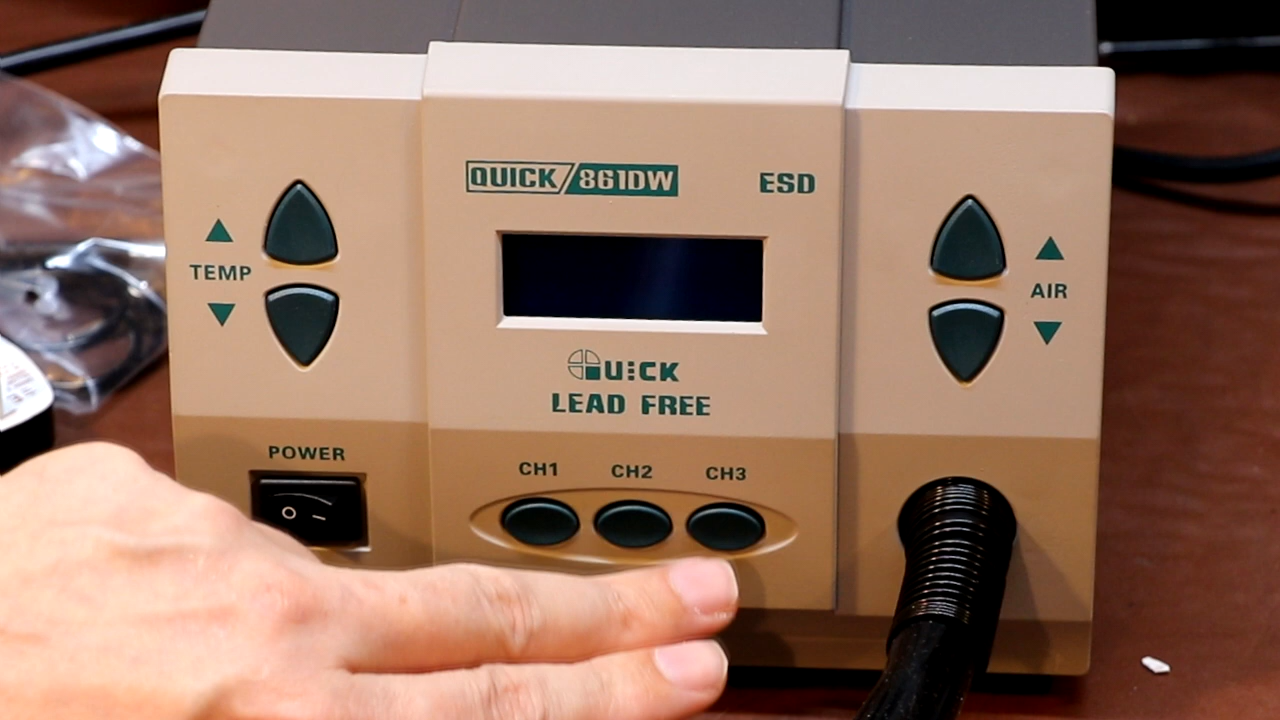 QUICK/861DW
ESD
TEMP
AIR
QUICK
LEAD FREE
POWER
CH1 CH2 CH3